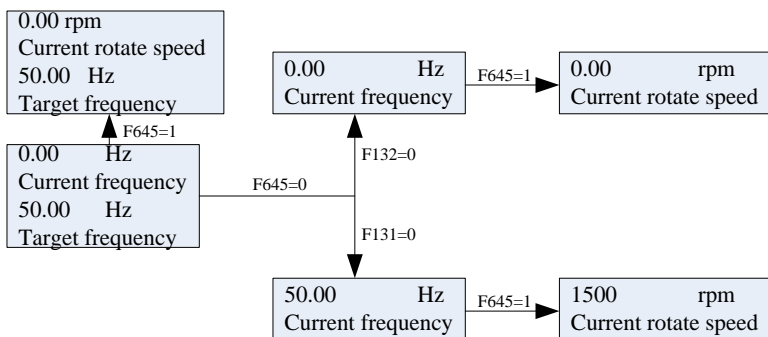 0.00 rpm
Current rotate speed
50.00 Hz
Target frequency
F645=1
0.00 Hz
Current frequency
50.00 Hz
Target frequency
F645=0
F132=0
F131=0
0.00 Hz
Current frequency
F645=1
0.00 rpm
Current rotate speed
50.00 Hz
Current frequency
F645=1
1500 rpm
Current rotate speed